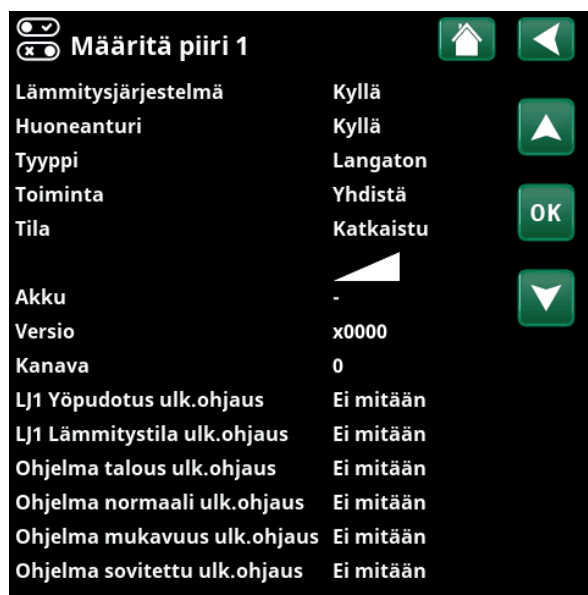 Määritä piiri 1
Lämmitysjärjestelmä Kyllä
Huoneanturi Kyllä
Tyyppi Langaton
Toiminta Yhdistä
OK
Tila Katkaistu
Akku -
Versio x0000
Kanava 0
LJ1 Yöpudotus ulk.ohjaus Ei mitään
LJ1 Lämmitystila ulk.ohjaus Ei mitään
Ohjelma talous ulk.ohjaus Ei mitään
Ohjelma normaali ulk.ohjaus Ei mitään
Ohjelma mukavuus ulk.ohjaus Ei mitään
Ohjelma sovitettu ulk.ohjaus Ei mitään